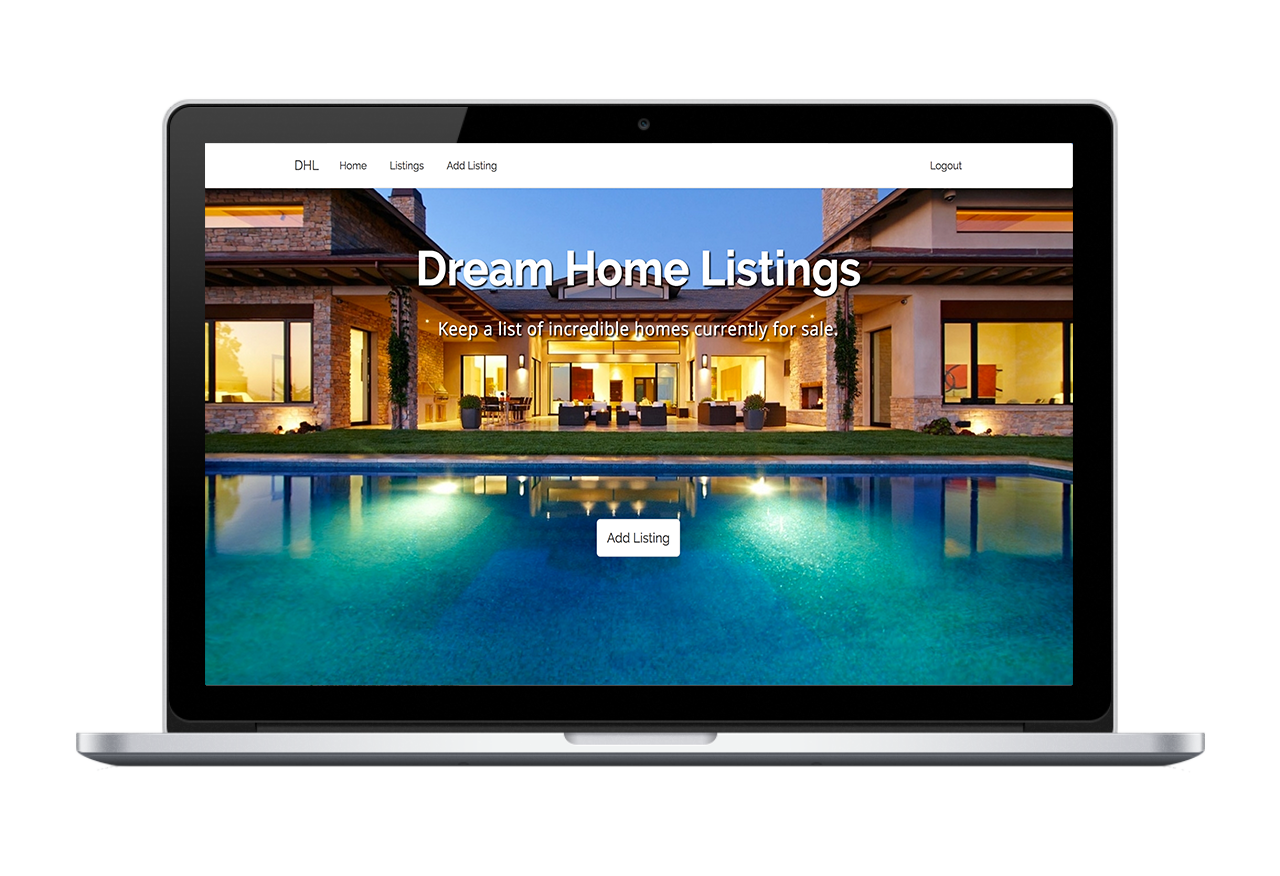 DHL Home Listings Add Listing Logout
Dream Home Listings
Keep a list of incredible homes currently for sale.
Add Listing